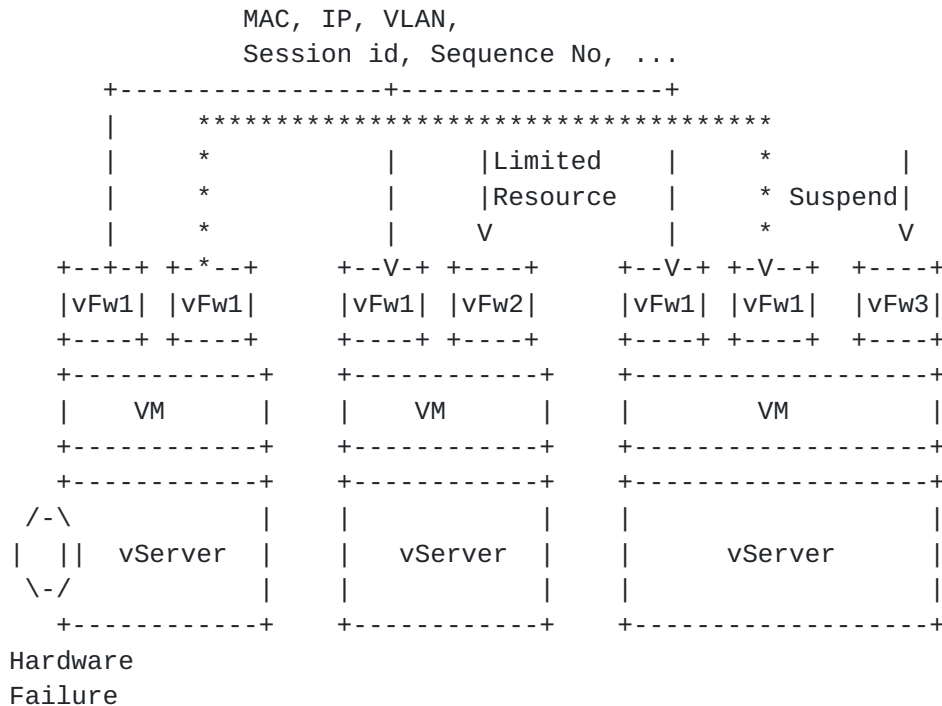 MAC, IP, VLAN,
Session id, Sequence No, ...
Limited
Resource
Suspend
vFw1 vFw1 vFw1 vFw2 vFw1 vFw1 vFw3
VM VM VM
vServer vServer vServer
Hardware
Failure